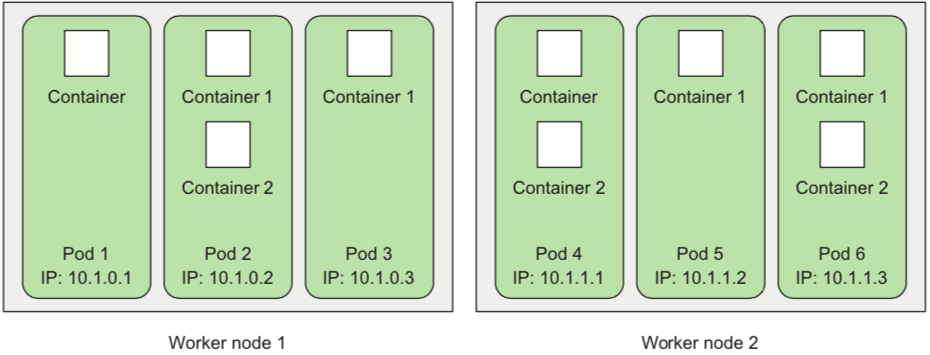 Container
Container 1
Container 1
Container 2
Pod 1
IP: 10.1.0.1
Pod 2
IP: 10.1.0.2
Pod 3
IP: 10.1.0.3
Worker node 1
Container
Container 1
Container 1
Container 2
Container 2
Pod 4
IP: 10.1.1.1
Pod 5
IP: 10.1.1.2
Pod 6
IP: 10.1.1.3
Worker node 2